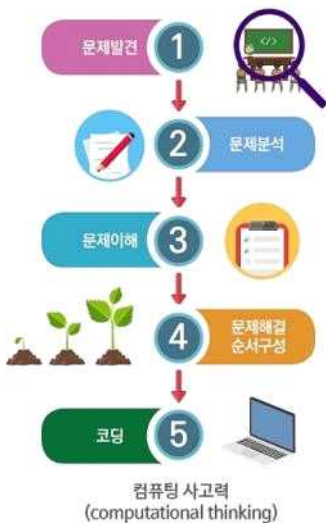 문제발견
1
</>
2
문제분석
문제이해
3
4
문제해결
순서구성
코딩
5
컴퓨팅 사고력
(computational thinking)